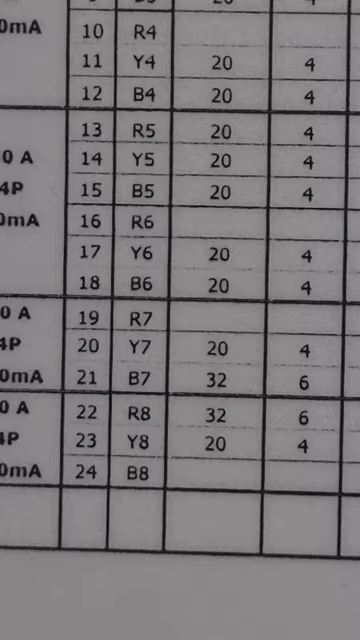 0mA 10 R4
11 Y4 20 4
12 B4 20 4
13 R5 20 4
0 A 14 Y5 20 4
4P 15 B5 20 4
0mA 16 R6
17 Y6 20 4
18 B6 20 4
0 A 19 R7
4P 20 Y7 20 4
0mA 21 B7 32 6
0 A 22 R8 32 6
4P 23 Y8 20 4
0mA 24 B8